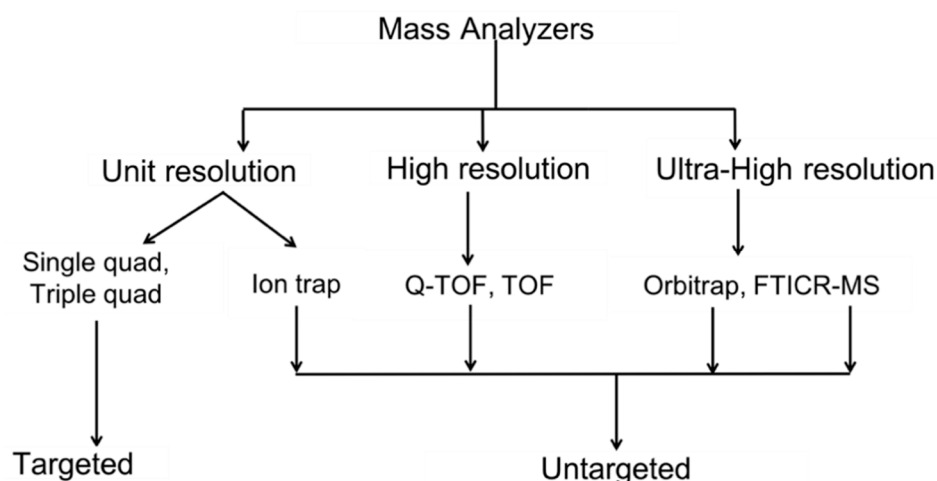 Mass Analyzers
Unit resolution
High resolution
Ultra-High resolution
Single quad,
Triple quad
Ion trap
Q-TOF, TOF
Orbitrap, FTICR-MS
Targeted
Untargeted